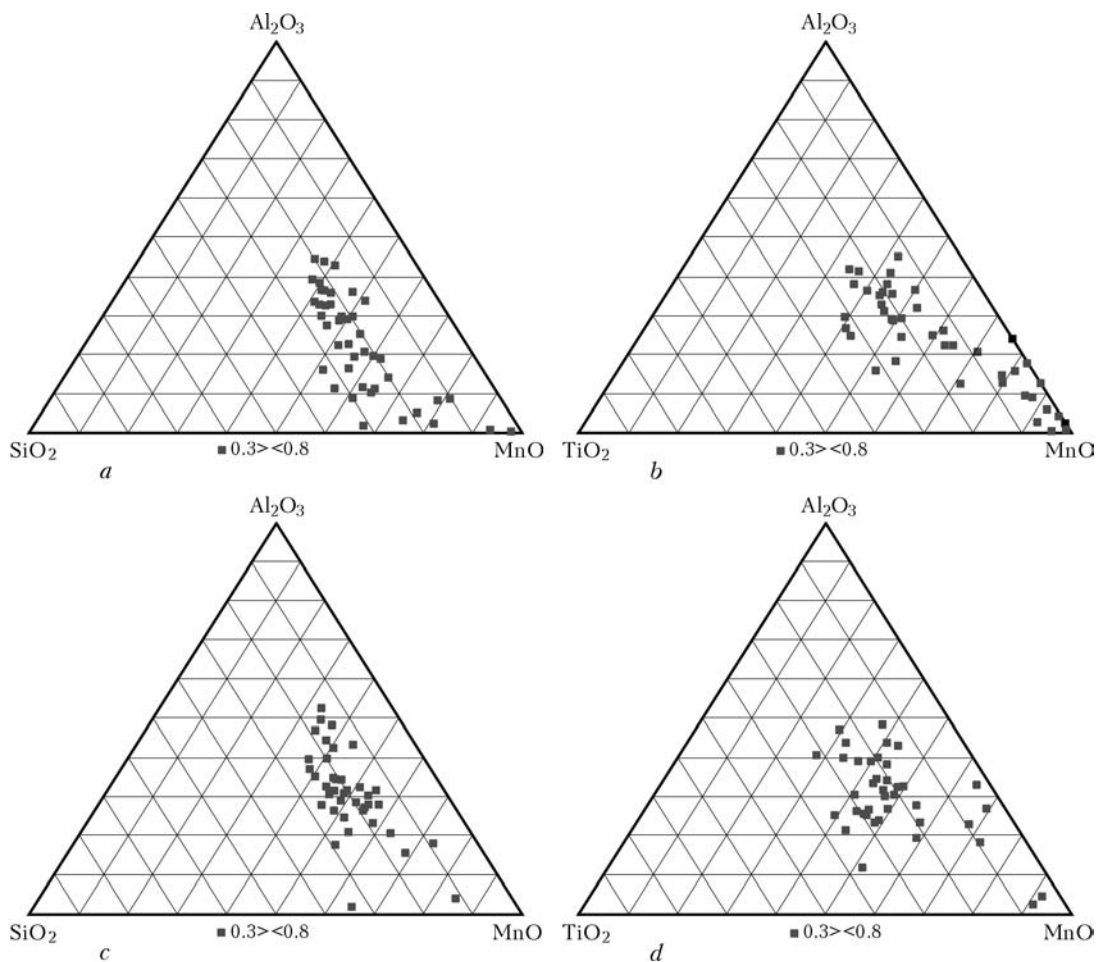 Al₂O₃ Al₂O₃
SiO₂ MnO TiO₂ MnO
■ 0.3><0.8 ■ 0.3><0.8
a b
Al₂O₃ Al₂O₃
SiO₂ MnO TiO₂ MnO
■ 0.3><0.8 ■ 0.3><0.8
c d